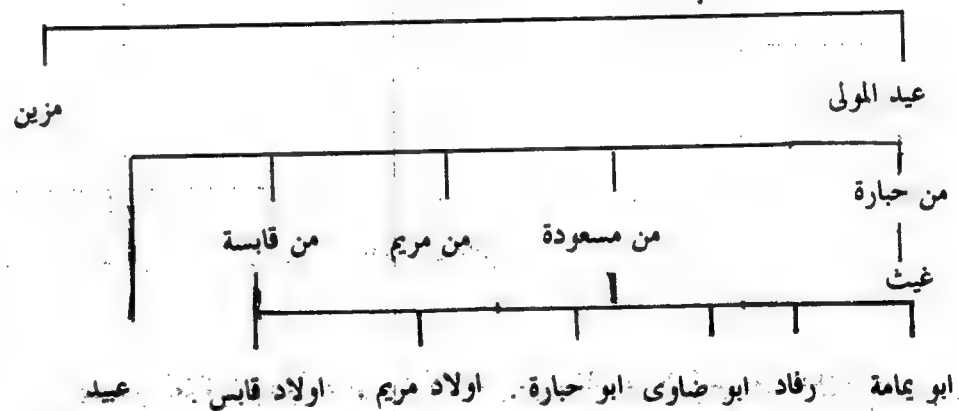 عيد المولى
مزين
من حبارة
من مسعودة
من مريم
من قابسة
غيث
ابو يمامة رفاد ابو ضاوى ابو حبارة . اولاد مريم . اولاد قابس . عبيد